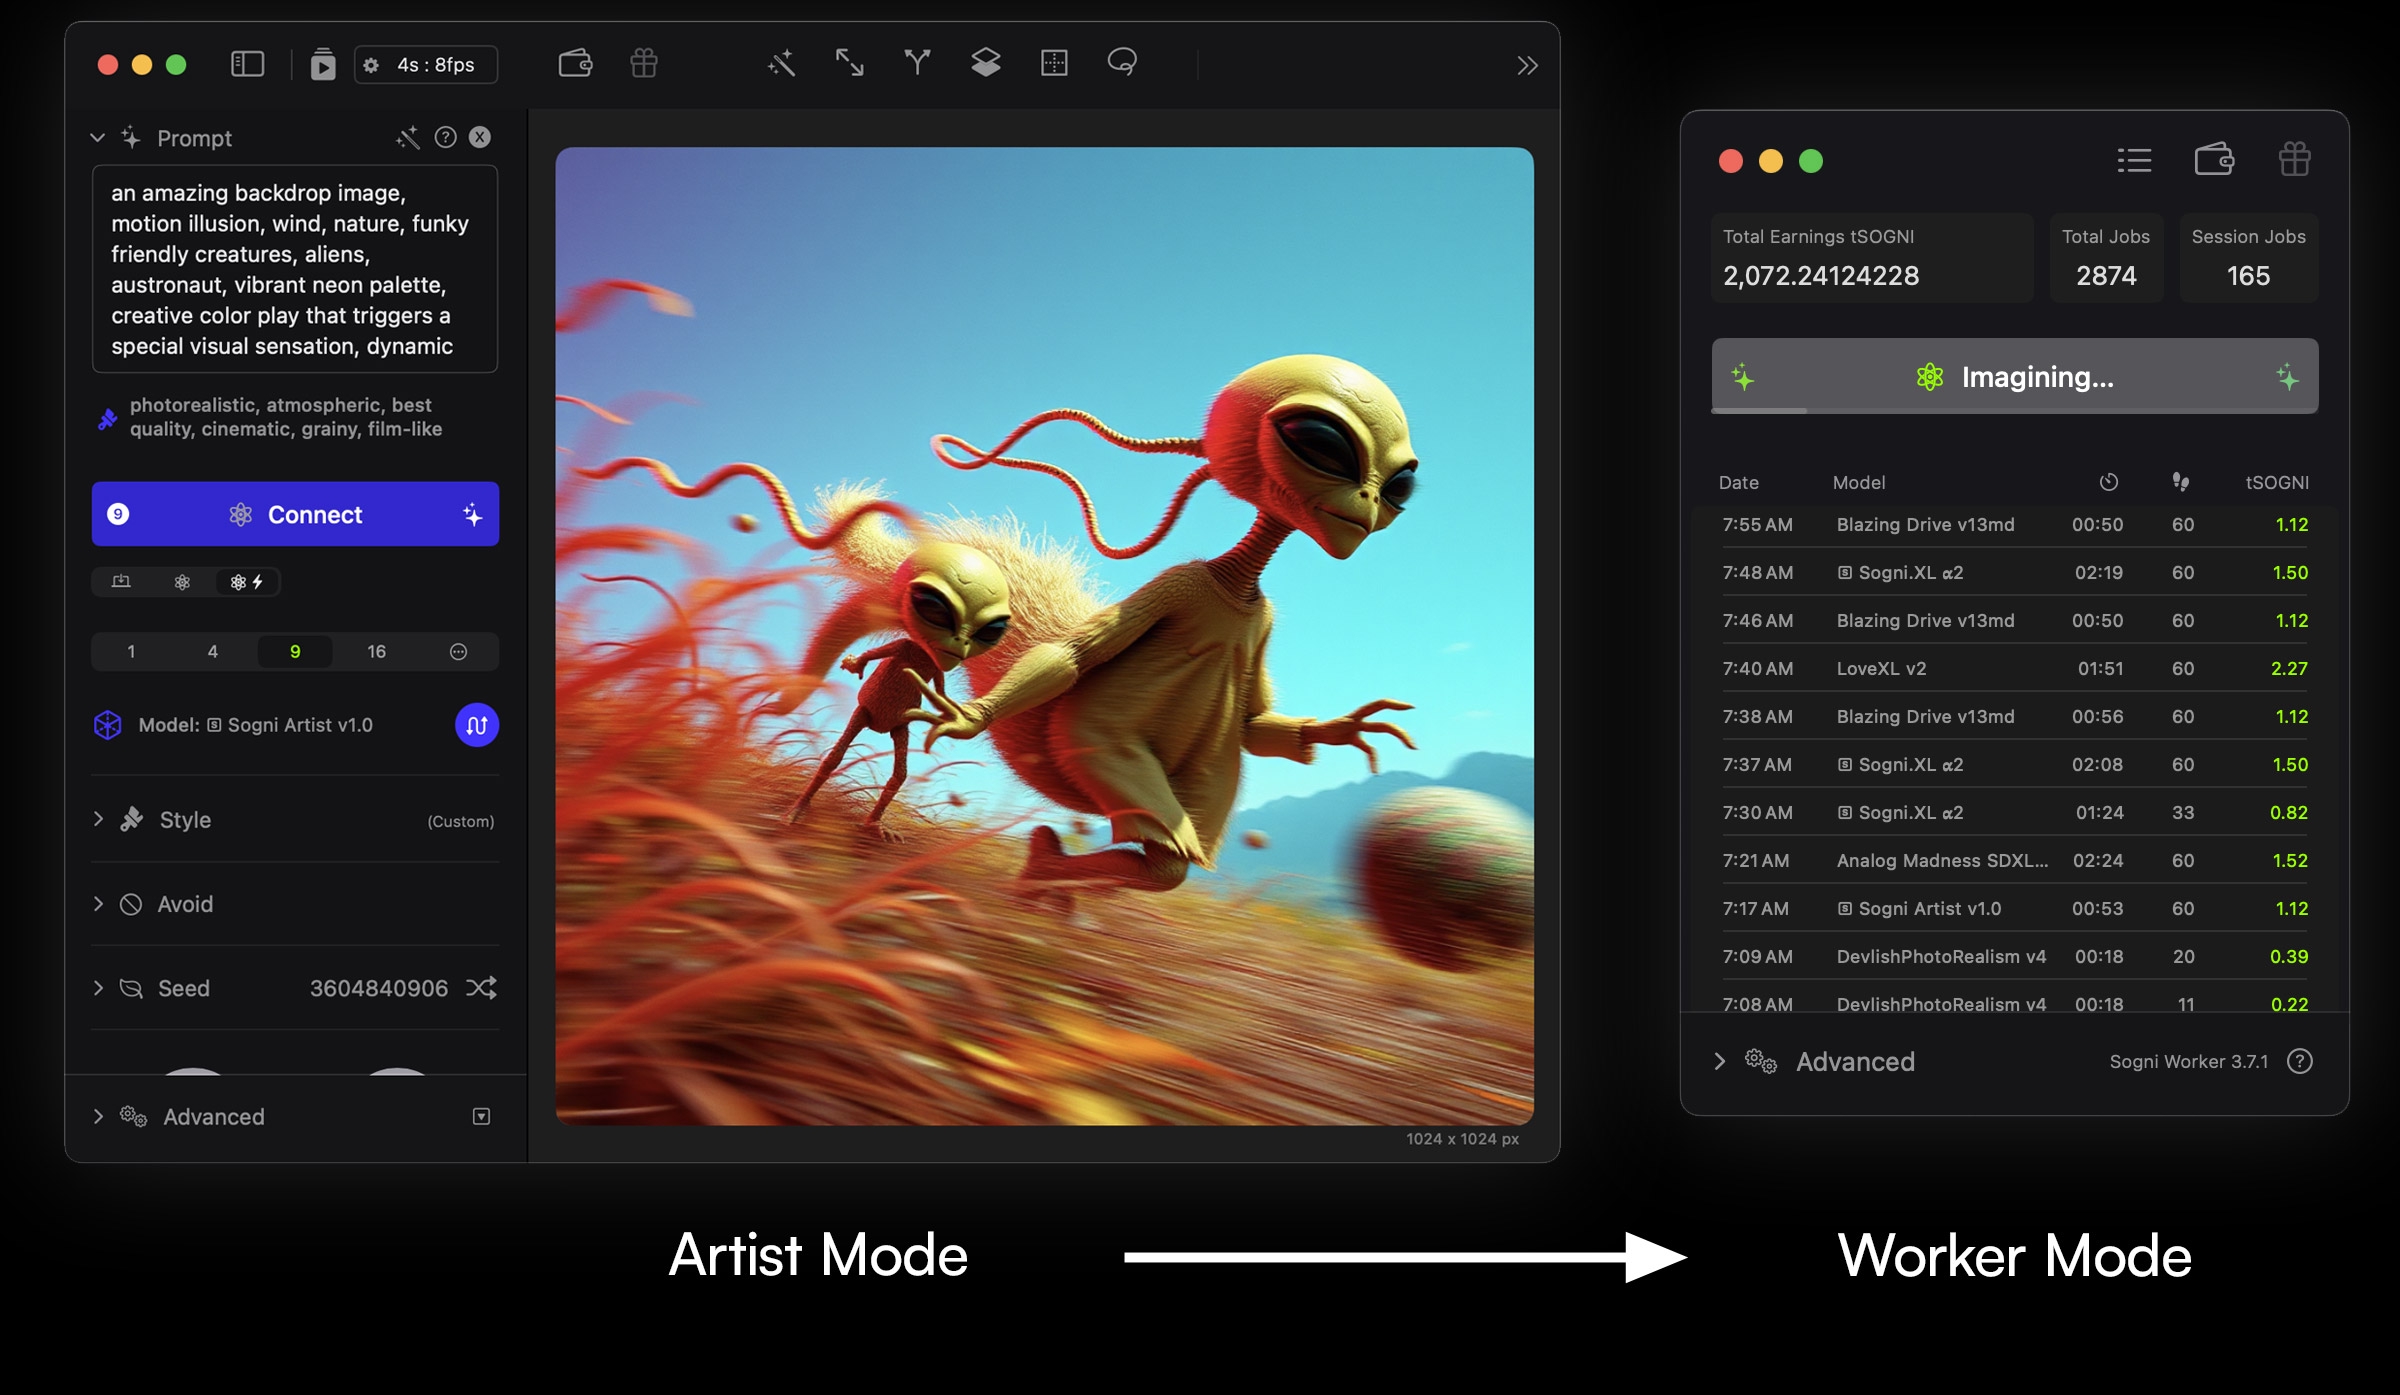 4s : 8fps
Prompt
an amazing backdrop image,
motion illusion, wind, nature, funky
friendly creatures, aliens,
austronaut, vibrant neon palette,
creative color play that triggers a
special visual sensation, dynamic
photorealistic, atmospheric, best
quality, cinematic, grainy, film-like
9 Connect
1 4 9 16
Model: S Sogni Artist v1.0
Style (Custom)
Avoid
Seed 3604840906
Advanced
1024 x 1024 px
Total Earnings tSOGNI Total Jobs Session Jobs
2,072.24124228 2874 165
Imagining...
Date Model tSOGNI
7:55 AM Blazing Drive v13md 00:50 60 1.12
7:48 AM S Sogni.XL α2 02:19 60 1.50
7:46 AM Blazing Drive v13md 00:50 60 1.12
7:40 AM LoveXL v2 01:51 60 2.27
7:38 AM Blazing Drive v13md 00:56 60 1.12
7:37 AM S Sogni.XL α2 02:08 60 1.50
7:30 AM S Sogni.XL α2 01:24 33 0.82
7:21 AM Analog Madness SDXL... 02:24 60 1.52
7:17 AM S Sogni Artist v1.0 00:53 60 1.12
7:09 AM DevlishPhotoRealism v4 00:18 20 0.39
7:08 AM DevlishPhotoRealism v4 00:18 11 0.22
Advanced Sogni Worker 3.7.1 ?
Artist Mode Worker Mode